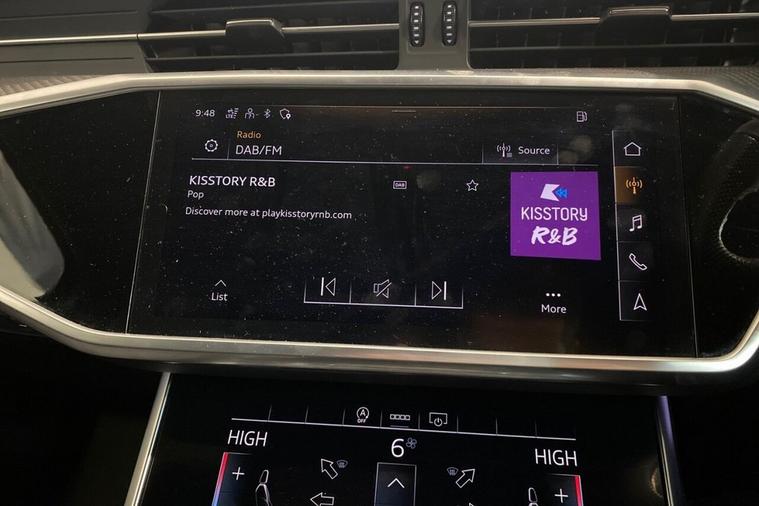 9:48
Radio
DAB/FM
Source
KISSTORY R&B
DAB
Pop
Discover more at playkisstoryrnb.com
KISSTORY
R&B
List
More
A
OFF
HIGH
6
HIGH
+
+